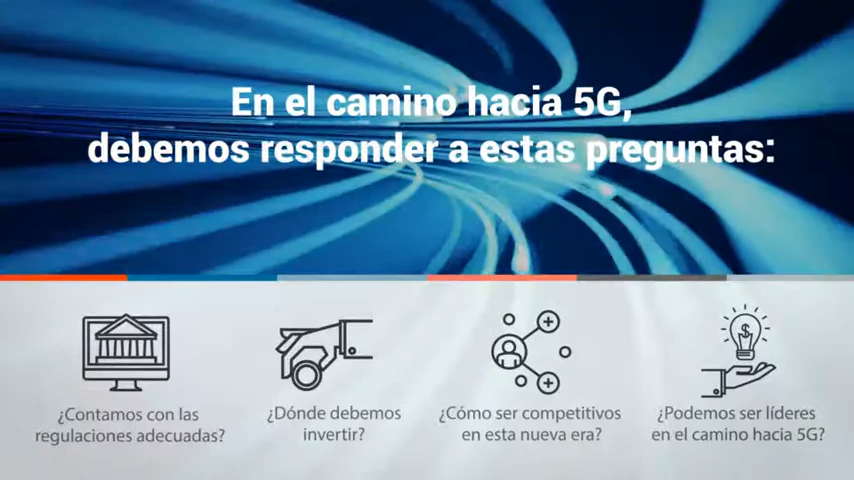 En el camino hacia 5G,
debemos responder a estas preguntas:
¿Contamos con las
regulaciones adecuadas?
¿Dónde debemos
invertir?
¿Cómo ser competitivos
en esta nueva era?
¿Podemos ser líderes
en el camino hacia 5G?